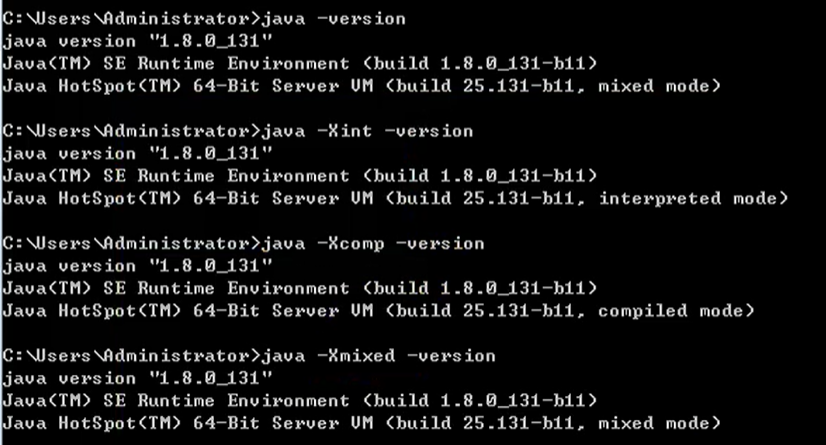 C:\Users\Administrator>java -version
java version "1.8.0_131"
Java(TM) SE Runtime Environment (build 1.8.0_131-b11)
Java HotSpot(TM) 64-Bit Server VM (build 25.131-b11, mixed mode)
C:\Users\Administrator>java -Xint -version
java version "1.8.0_131"
Java(TM) SE Runtime Environment (build 1.8.0_131-b11)
Java HotSpot(TM) 64-Bit Server VM (build 25.131-b11, interpreted mode)
C:\Users\Administrator>java -Xcomp -version
java version "1.8.0_131"
Java(TM) SE Runtime Environment (build 1.8.0_131-b11)
Java HotSpot(TM) 64-Bit Server VM (build 25.131-b11, compiled mode)
C:\Users\Administrator>java -Xmixed -version
java version "1.8.0_131"
Java(TM) SE Runtime Environment (build 1.8.0_131-b11)
Java HotSpot(TM) 64-Bit Server VM (build 25.131-b11, mixed mode)